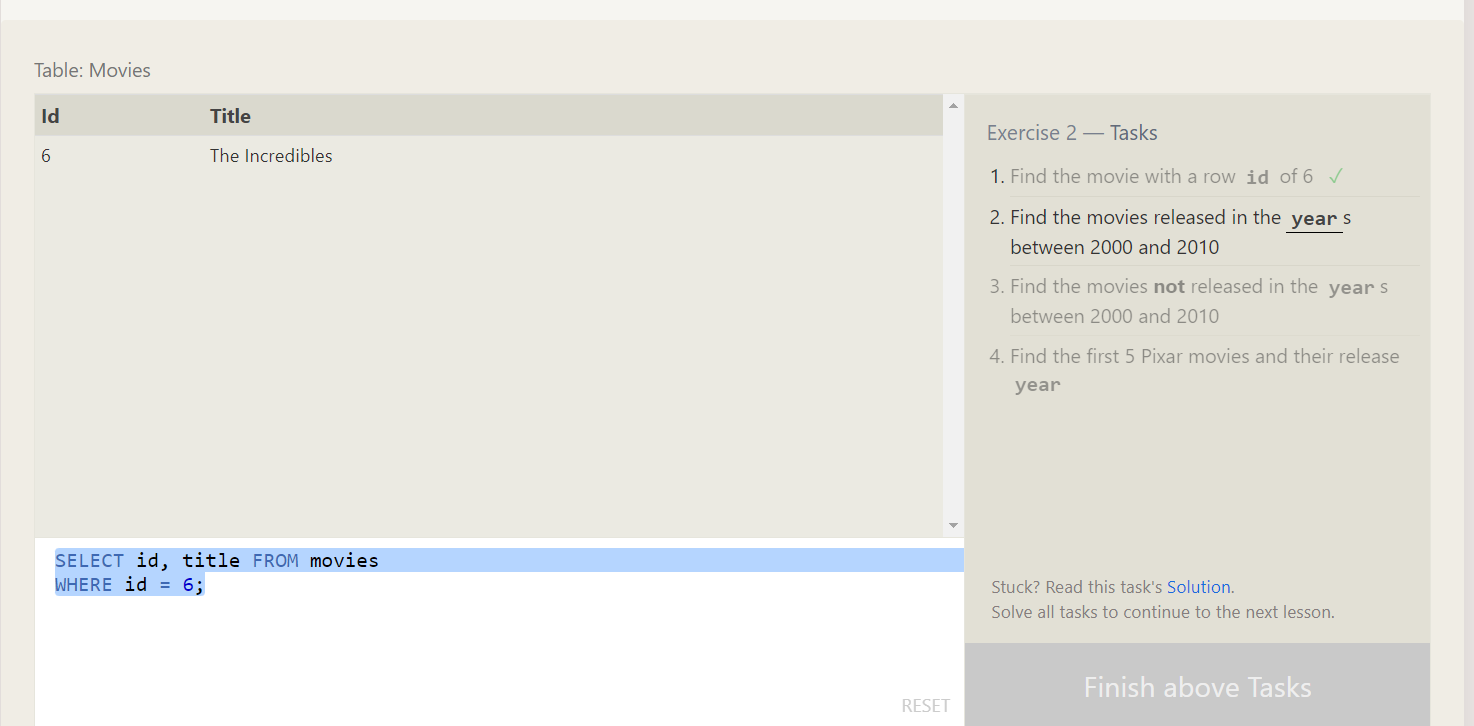 Table: Movies
Id Title
6 The Incredibles
SELECT id, title FROM movies
WHERE id = 6;
RESET
Exercise 2 — Tasks
1. Find the movie with a row id of 6 ✓
2. Find the movies released in the year s
between 2000 and 2010
3. Find the movies not released in the year s
between 2000 and 2010
4. Find the first 5 Pixar movies and their release
year
Stuck? Read this task's Solution.
Solve all tasks to continue to the next lesson.
Finish above Tasks